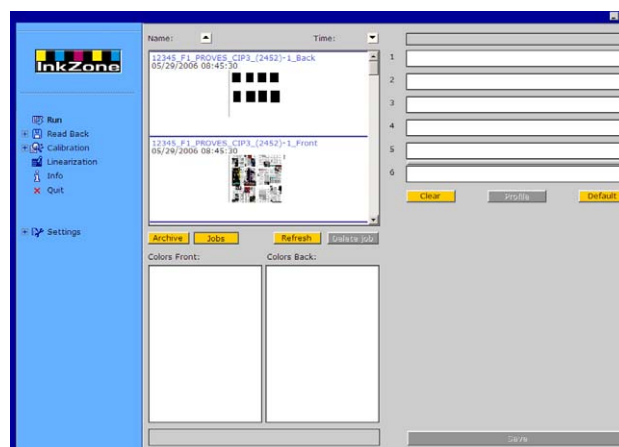 InkZone
Run
Read Back
Calibration
Linearization
Info
Quit
Settings
Name: Time:
12345_F1_PROVES_CIP3_(2452)-1_Back
05/29/2006 08:45:30
12345_F1_PROVES_CIP3_(2452)-1_Front
05/29/2006 08:45:30
Archive Jobs Refresh Delete job
Colors Front: Colors Back:
1
2
3
4
5
6
Clear Profile Default
Save